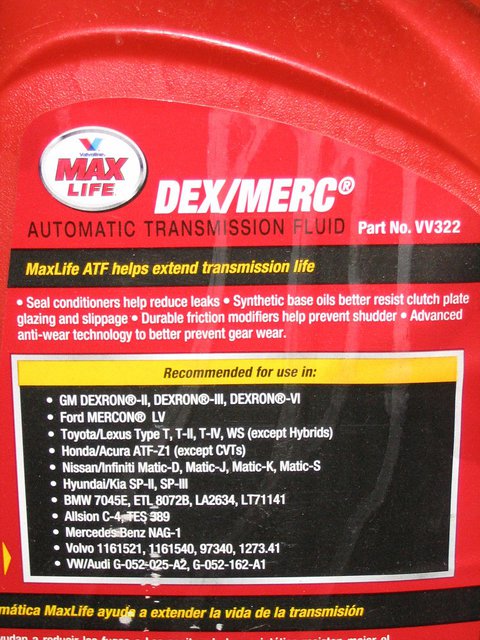 Valvoline
MAX
LIFE
DEX/MERC®
AUTOMATIC TRANSMISSION FLUID Part No. VV322
MaxLife ATF helps extend transmission life
• Seal conditioners help reduce leaks • Synthetic base oils better resist clutch plate
glazing and slippage • Durable friction modifiers help prevent shudder • Advanced
anti-wear technology to better prevent gear wear.
Recommended for use in:
• GM DEXRON®-II, DEXRON®-III, DEXRON®-VI
• Ford MERCON® LV
• Toyota/Lexus Type T, T-II, T-IV, WS (except Hybrids)
• Honda/Acura ATF-Z1 (except CVTs)
• Nissan/Infiniti Matic-D, Matic-J, Matic-K, Matic-S
• Hyundai/Kia SP-II, SP-III
• BMW 7045E, ETL 8072B, LA2634, LT71141
• Allsion C-4, TES 389
• Mercedes Benz NAG-1
• Volvo 1161521, 1161540, 97340, 1273.41
• VW/Audi G-052-025-A2, G-052-162-A1
mática MaxLife ayuda a extender la vida de la transmisión